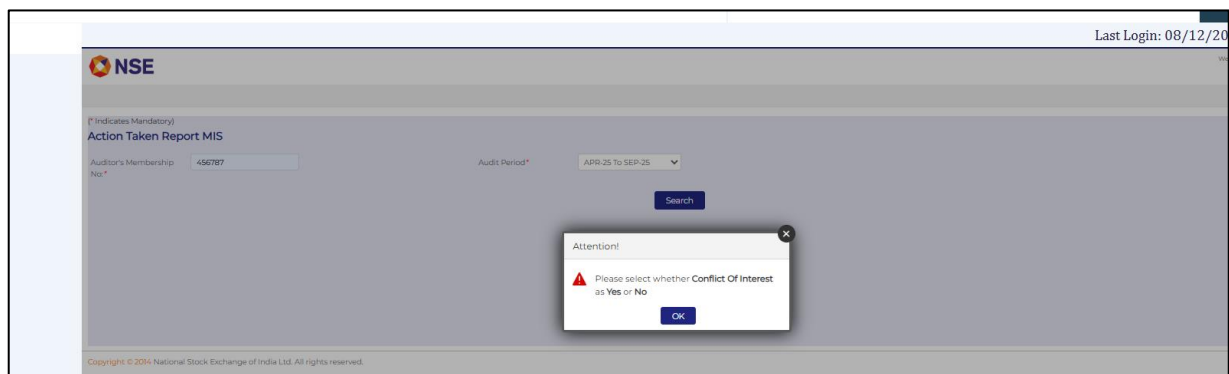 Last Login: 08/12/20
NSE
(* Indicates Mandatory)
Action Taken Report MIS
Auditor's Membership No:* 456787 Audit Period* APR-25 To SEP-25
Search
Attention!
Please select whether Conflict Of Interest
as Yes or No
OK
Copyright © 2014 National Stock Exchange of India Ltd. All rights reserved.